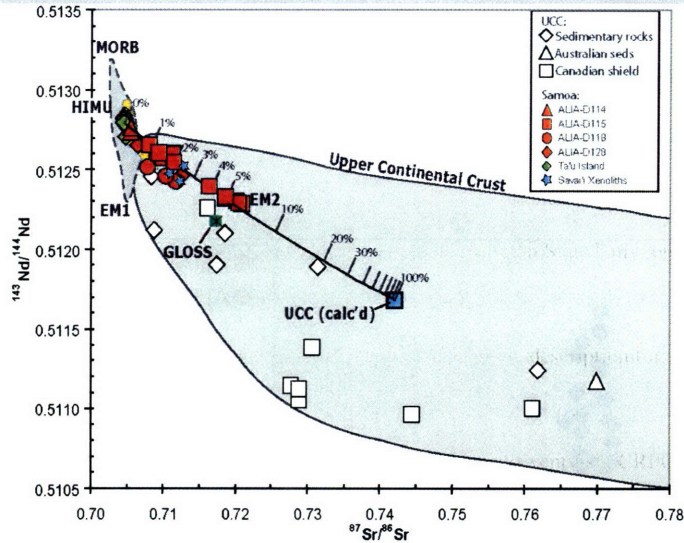 0.5135
0.5130
0.5125
0.5120
0.5115
0.5110
0.5105
¹⁴³Nd/¹⁴⁴Nd
MORB
HIMU
EM1
0%
1%
2%
3%
4%
5%
EM2
10%
20%
30%
100%
GLOSS
UCC (calc'd)
Upper Continental Crust
UCC:
Sedimentary rocks
Australian seds
Canadian shield
Samoa:
ALIA-D114
ALIA-D115
ALIA-D118
ALIA-D128
Ta'u Island
Savai'i Xenoliths
0.70 0.71 0.72 0.73 0.74 0.75 0.76 0.77 0.78
⁸⁷Sr/⁸⁶Sr